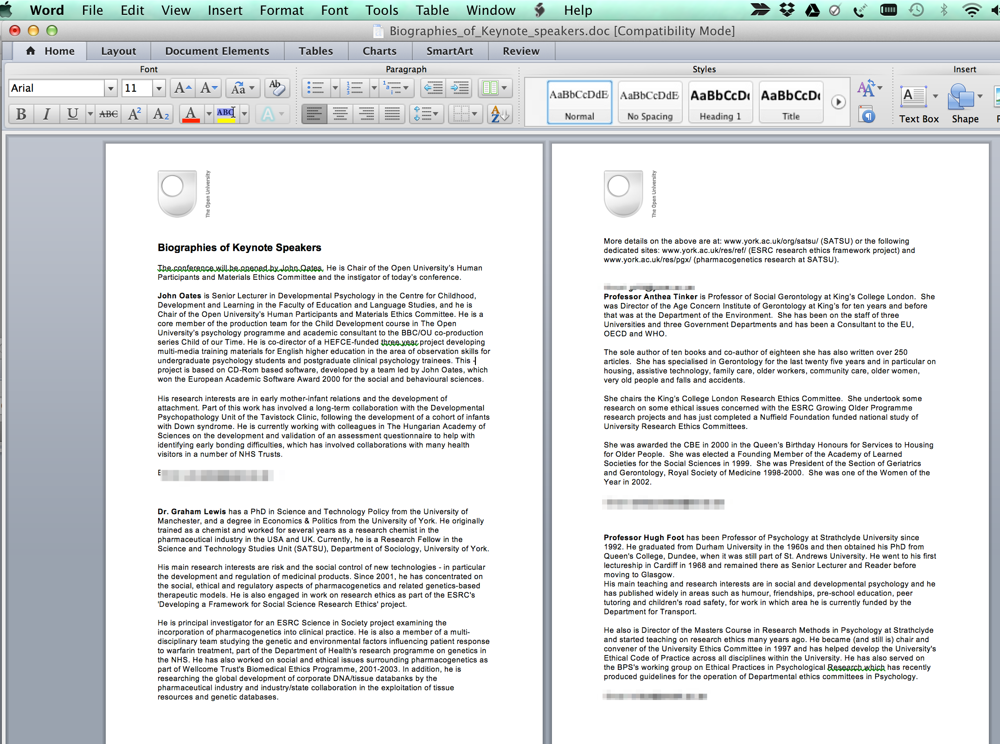 Word File Edit View Insert Format Font Tools Table Window Help
Biographies_of_Keynote_speakers.doc [Compatibility Mode]
Home Layout Document Elements Tables Charts SmartArt Review
Font Paragraph Styles Insert
Arial 11 A A Aa Ab
AaBbCcDdE AaBbCcDdE AaBbCcDc AaBbCcDc
B I U ABC A2 A2 A ABC A A Z
Normal No Spacing Heading 1 Title Text Box Shape
The Open University
Biographies of Keynote Speakers
The conference will be opened by John Oates. He is Chair of the Open University's Human
Participants and Materials Ethics Committee and the instigator of today's conference.
John Oates is Senior Lecturer in Developmental Psychology in the Centre for Childhood,
Development and Learning in the Faculty of Education and Language Studies, and he is
Chair of the Open University's Human Participants and Materials Ethics Committee. He is a
core member of the production team for the Child Development course in The Open
University's psychology programme and academic consultant to the BBC/OU co-production
series Child of our Time. He is co-director of a HEFCE-funded three year project developing
multi-media training materials for English higher education in the area of observation skills for
undergraduate psychology students and postgraduate clinical psychology trainees. This -
project is based on CD-Rom based software, developed by a team led by John Oates, which
won the European Academic Software Award 2000 for the social and behavioural sciences.
His research interests are in early mother-infant relations and the development of
attachment. Part of this work has involved a long-term collaboration with the Developmental
Psychopathology Unit of the Tavistock Clinic, following the development of a cohort of infants
with Down syndrome. He is currently working with colleagues in The Hungarian Academy of
Sciences on the development and validation of an assessment questionnaire to help with
identifying early bonding difficulties, which has involved collaborations with many health
visitors in a number of NHS Trusts.
Dr. Graham Lewis has a PhD in Science and Technology Policy from the University of
Manchester, and a degree in Economics & Politics from the University of York. He originally
trained as a chemist and worked for several years as a research chemist in the
pharmaceutical industry in the USA and UK. Currently, he is a Research Fellow in the
Science and Technology Studies Unit (SATSU), Department of Sociology, University of York.
His main research interests are risk and the social control of new technologies - in particular
the development and regulation of medicinal products. Since 2001, he has concentrated on
the social, ethical and regulatory aspects of pharmacogenetics and related genetics-based
therapeutic models. He is also engaged in work on research ethics as part of the ESRC's
'Developing a Framework for Social Science Research Ethics' project.
He is principal investigator for an ESRC Science in Society project examining the
incorporation of pharmacogenetics into clinical practice. He is also a member of a multi-
disciplinary team studying the genetic and environmental factors influencing patient response
to warfarin treatment, part of the Department of Health's research programme on genetics in
the NHS. He has also worked on social and ethical issues surrounding pharmacogenetics as
part of Wellcome Trust's Biomedical Ethics Programme, 2001-2003. In addition, he is
researching the global development of corporate DNA/tissue databanks by the
pharmaceutical industry and industry/state collaboration in the exploitation of tissue
resources and genetic databases.
The Open University
More details on the above are at: www.york.ac.uk/org/satsu/ (SATSU) or the following
dedicated sites: www.york.ac.uk/res/ref/ (ESRC research ethics framework project) and
www.york.ac.uk/res/pgx/ (pharmacogenetics research at SATSU).
Professor Anthea Tinker is Professor of Social Gerontology at King's College London. She
was Director of the Age Concern Institute of Gerontology at King's for ten years and before
that was at the Department of the Environment. She has been on the staff of three
Universities and three Government Departments and has been a Consultant to the EU,
OECD and WHO.
The sole author of ten books and co-author of eighteen she has also written over 250
articles. She has specialised in Gerontology for the last twenty five years and in particular on
housing, assistive technology, family care, older workers, community care, older women,
very old people and falls and accidents.
She chairs the King's College London Research Ethics Committee. She undertook some
research on some ethical issues concerned with the ESRC Growing Older Programme
research projects and has just completed a Nuffield Foundation funded national study of
University Research Ethics Committees.
She was awarded the CBE in 2000 in the Queen's Birthday Honours for Services to Housing
for Older People. She was elected a Founding Member of the Academy of Learned
Societies for the Social Sciences in 1999. She was President of the Section of Geriatrics
and Gerontology, Royal Society of Medicine 1998-2000. She was one of the Women of the
Year in 2002.
Professor Hugh Foot has been Professor of Psychology at Strathclyde University since
1992. He graduated from Durham University in the 1960s and then obtained his PhD from
Queen's College, Dundee, when it was still part of St. Andrews University. He went to his first
lectureship in Cardiff in 1968 and remained there as Senior Lecturer and Reader before
moving to Glasgow.
His main teaching and research interests are in social and developmental psychology and he
has published widely in areas such as humour, friendships, pre-school education, peer
tutoring and children's road safety, for work in which area he is currently funded by the
Department for Transport.
He also is Director of the Masters Course in Research Methods in Psychology at Strathclyde
and started teaching on research ethics many years ago. He became (and still is) chair and
convener of the University Ethics Committee in 1997 and has helped develop the University's
Ethical Code of Practice across all disciplines within the University. He has also served on
the BPS's working group on Ethical Practices in Psychological Research which has recently
produced guidelines for the operation of Departmental ethics committees in Psychology.